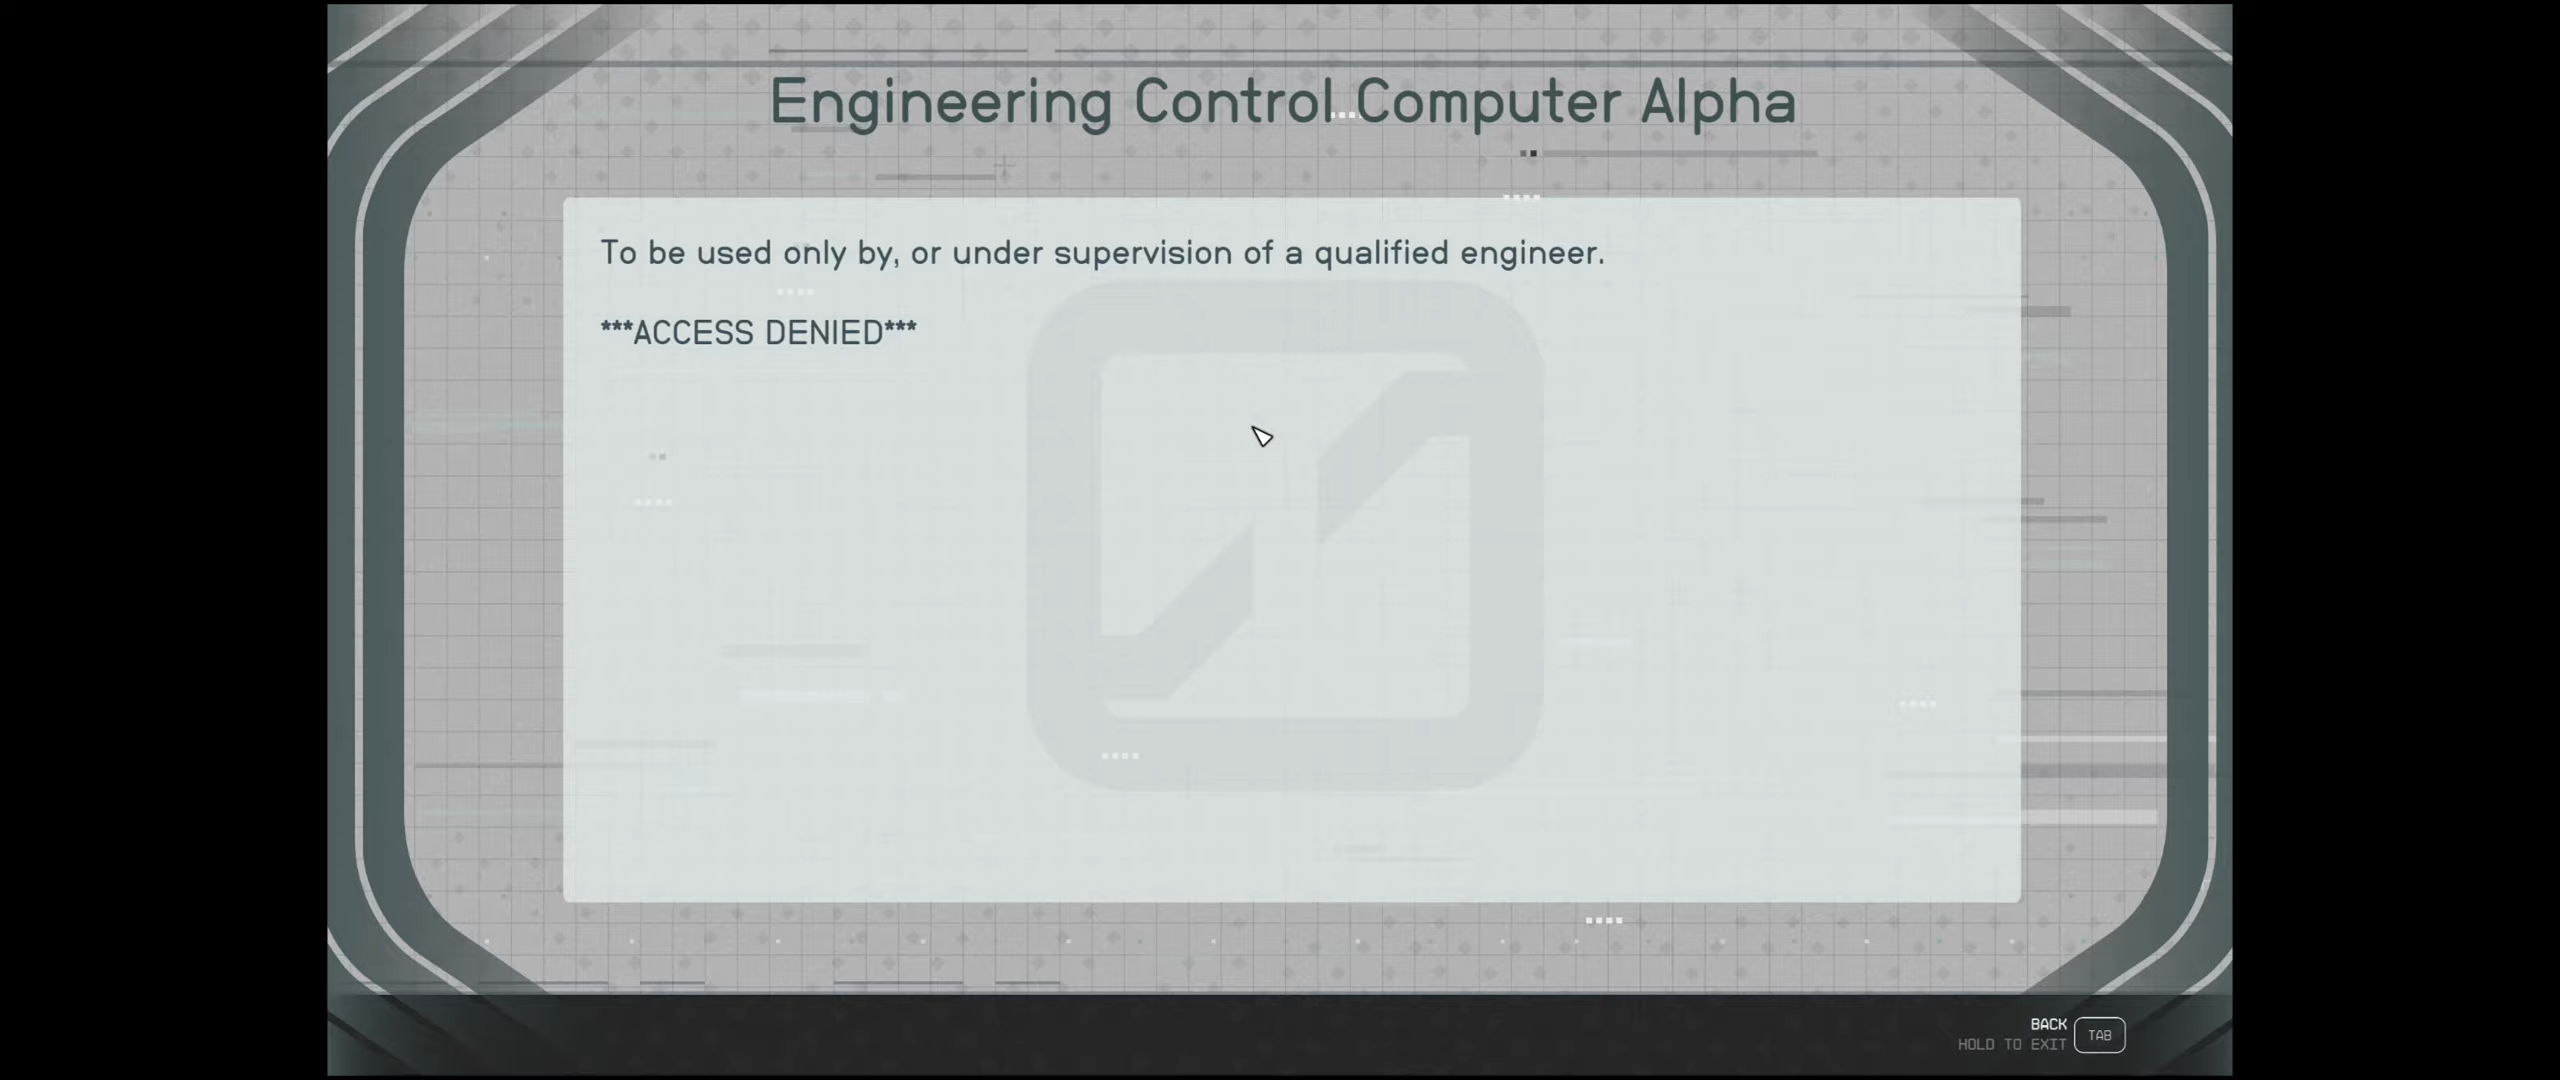 Engineering Control Computer Alpha
To be used only by, or under supervision of a qualified engineer.
***ACCESS DENIED***
BACK
HOLD TO EXIT
TAB